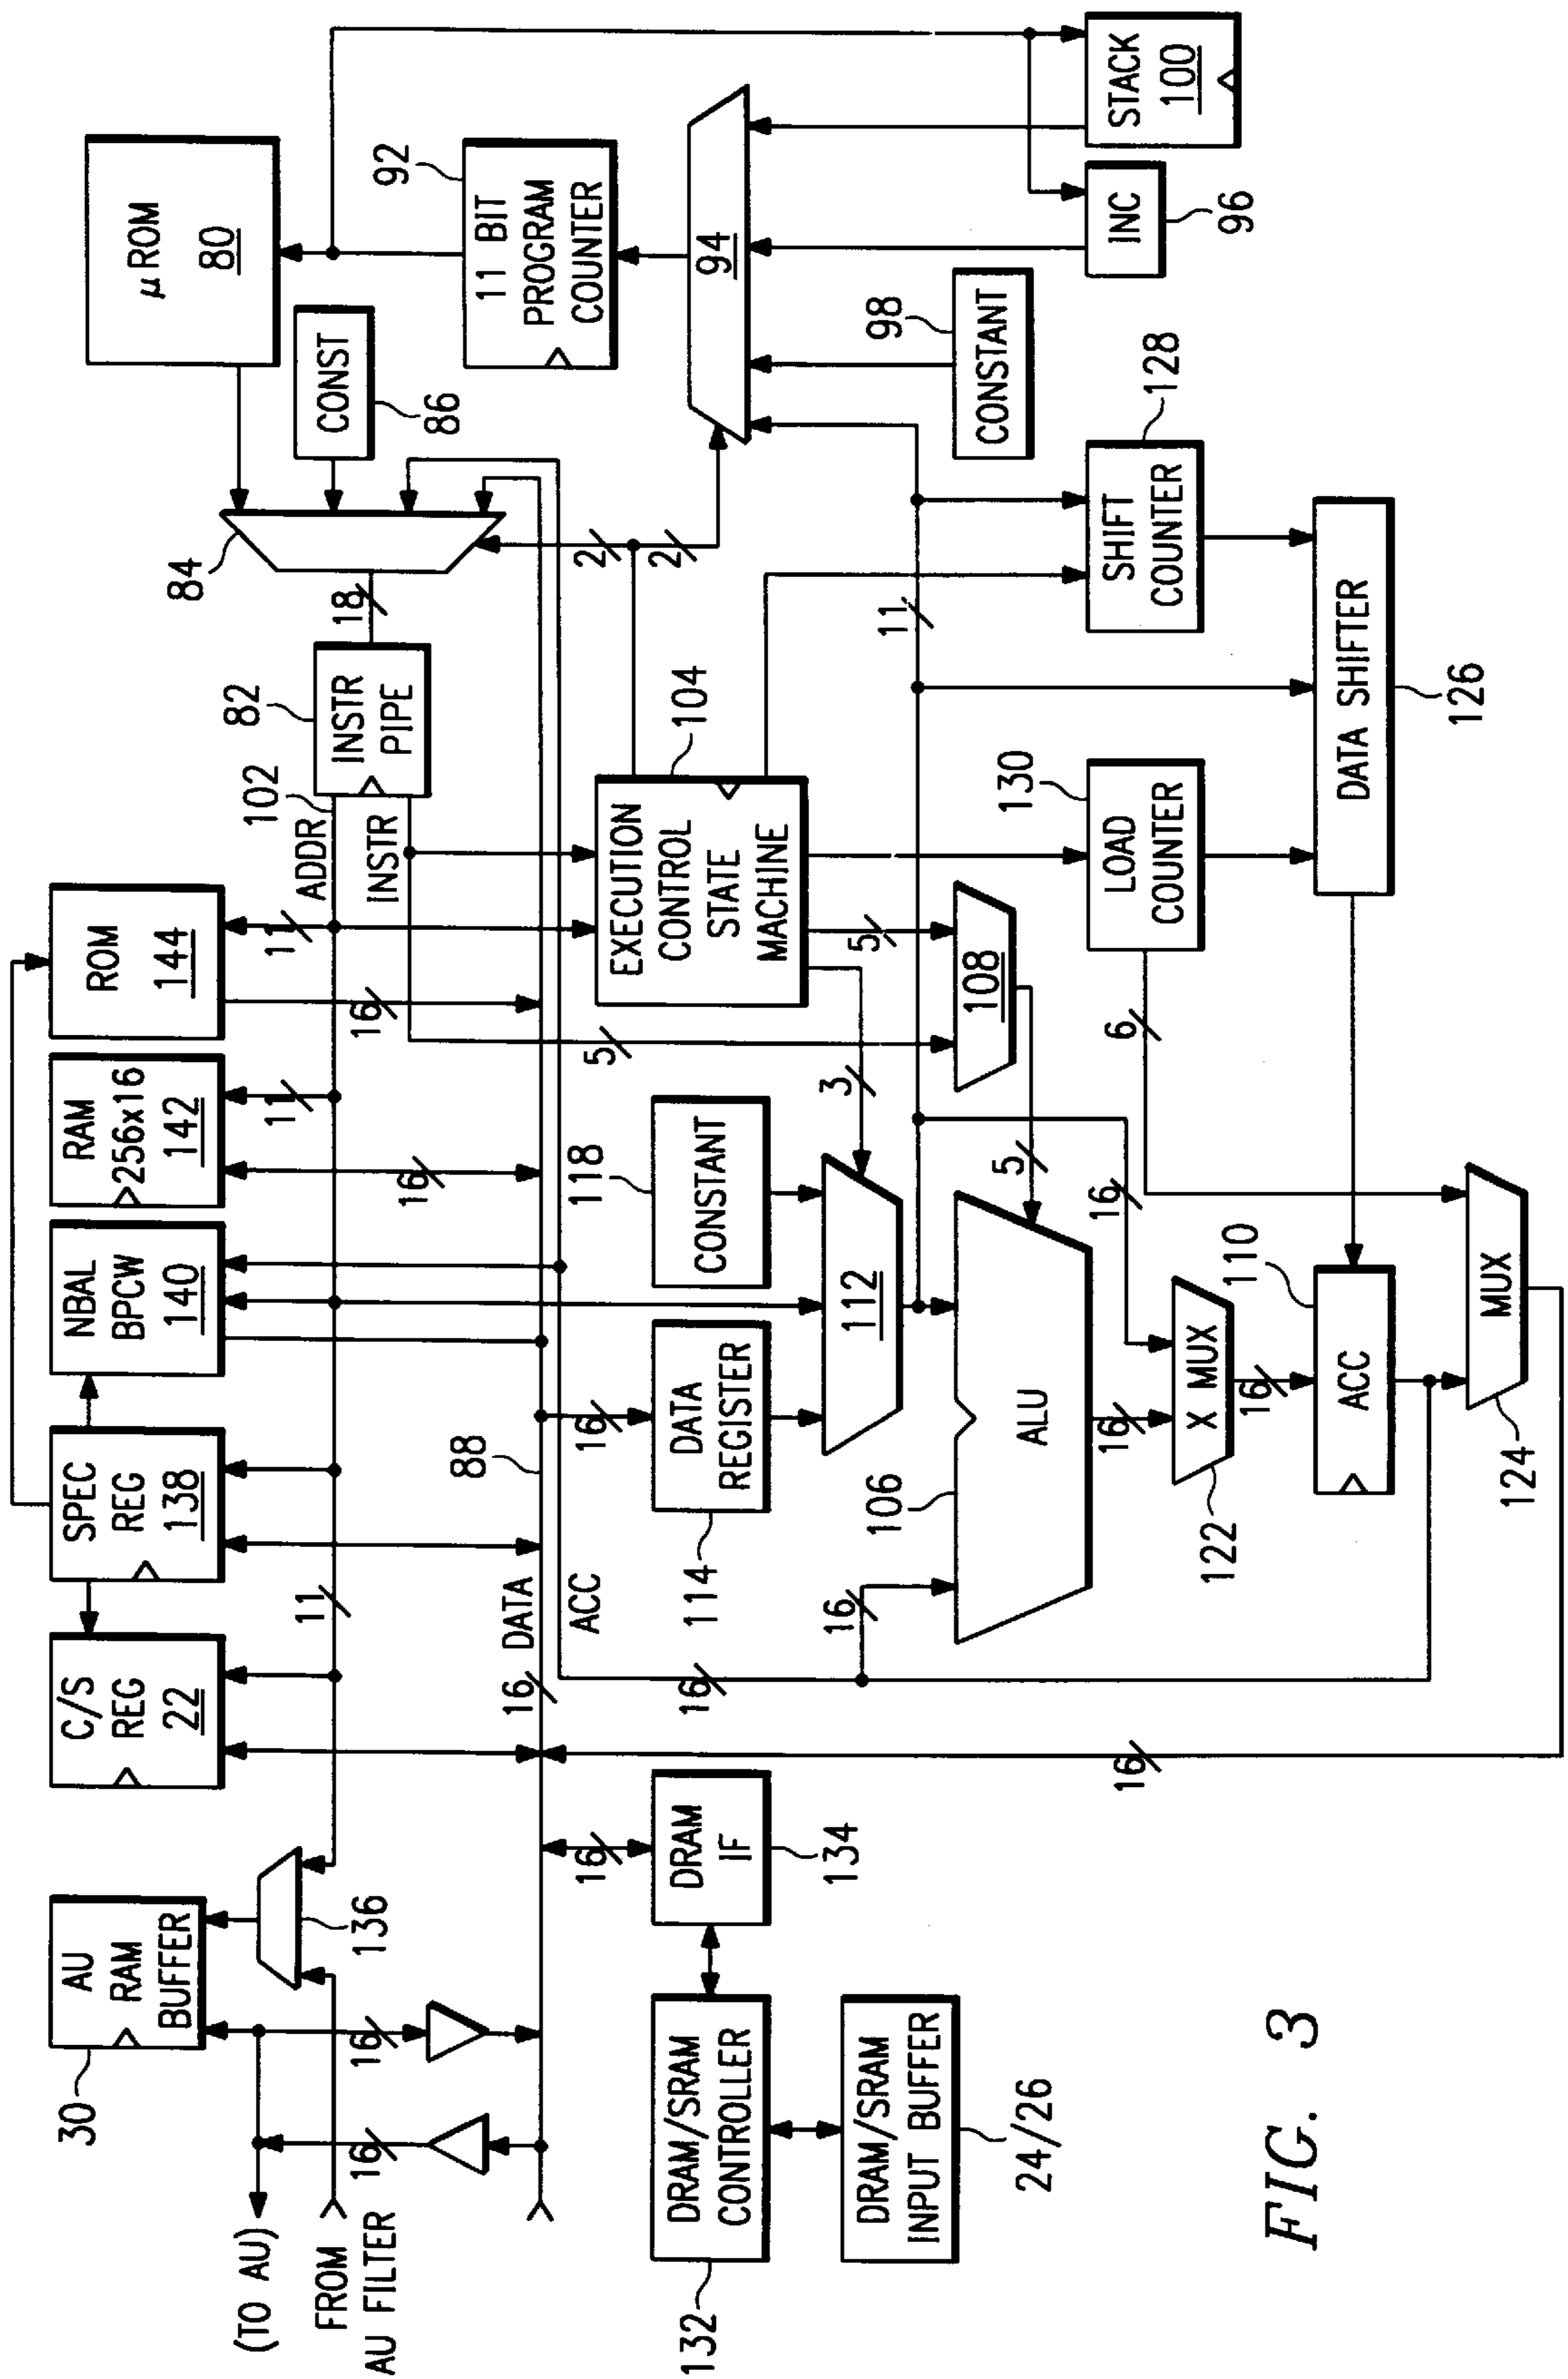 30
AU
RAM
BUFFER
136
(TO AU)
FROM
AU FILTER
16
16
C/S
REG
22
SPEC
REG
138
NBAL
BPCW
140
RAM
256x16
142
ROM
144
11
11
11
16
16
102
ADDR
INSTR
82
INSTR
PIPE
18
84
μROM
80
CONST
86
92
11 BIT
PROGRAM
COUNTER
94
2
2
88
DATA
ACC
16
16
16
16
5
132
DRAM/SRAM
CONTROLLER
DRAM
IF
134
16
DRAM/SRAM
INPUT BUFFER
24/26
114
DATA
REGISTER
118
CONSTANT
112
3
EXECUTION
CONTROL
STATE
MACHINE
104
5
108
5
11
98
CONSTANT
INC
96
STACK
100
106
ALU
16
16
16
X MUX
122
16
110
ACC
MUX
124
6
130
LOAD
COUNTER
SHIFT
COUNTER
128
DATA SHIFTER
126
FIG. 3